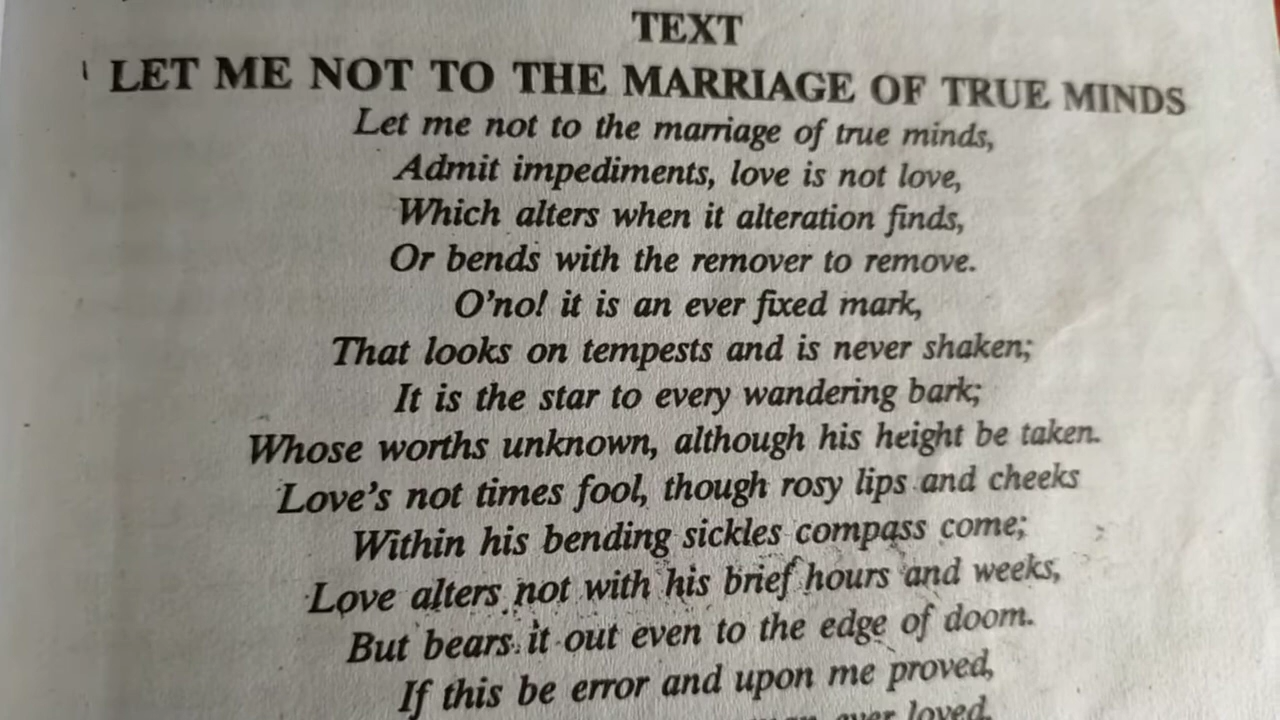 TEXT
LET ME NOT TO THE MARRIAGE OF TRUE MINDS
Let me not to the marriage of true minds,
Admit impediments, love is not love,
Which alters when it alteration finds,
Or bends with the remover to remove.
O'no! it is an ever fixed mark,
That looks on tempests and is never shaken;
It is the star to every wandering bark;
Whose worths unknown, although his height be taken.
Love's not times fool, though rosy lips and cheeks
Within his bending sickles compass come;
Love alters not with his brief hours and weeks,
But bears it out even to the edge of doom.
If this be error and upon me proved,
ever loved.